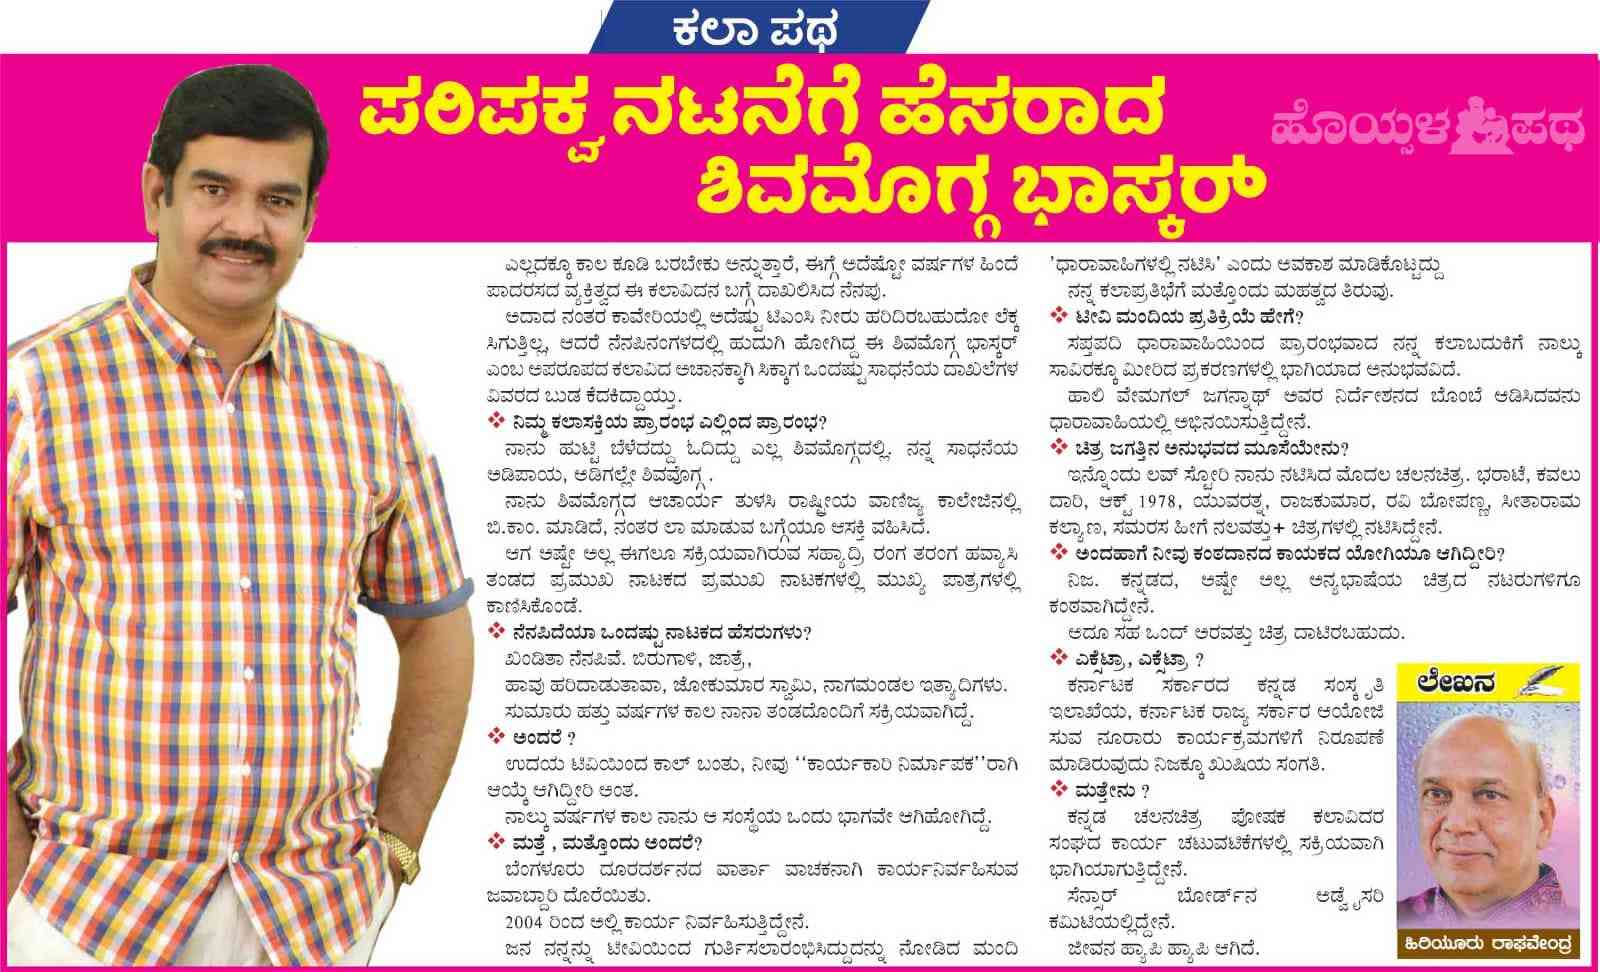 ಕಲಾ ಪಥ
ಪರಿಪಕ್ವ ನಟನೆಗೆ ಹೆಸರಾದ
ಶಿವಮೊಗ್ಗ ಭಾಸ್ಕರ್
ಹೊಯ್ಸಳ ಪಥ
ಎಲ್ಲದಕ್ಕೂ ಕಾಲ ಕೂಡಿ ಬರಬೇಕು ಅನ್ನುತ್ತಾರೆ, ಈಗ್ಗೆ ಅದೆಷ್ಟೋ ವರ್ಷಗಳ ಹಿಂದೆ
ಪಾದರಸದ ವ್ಯಕ್ತಿತ್ವದ ಈ ಕಲಾವಿದನ ಬಗ್ಗೆ ದಾಖಲಿಸಿದ ನೆನಪು.
ಅದಾದ ನಂತರ ಕಾವೇರಿಯಲ್ಲಿ ಅದೆಷ್ಟು ಟಿಎಂಸಿ ನೀರು ಹರಿದಿರಬಹುದೋ ಲೆಕ್ಕ
ಸಿಗುತ್ತಿಲ್ಲ, ಆದರೆ ನೆನಪಿನಂಗಳದಲ್ಲಿ ಹುದುಗಿ ಹೋಗಿದ್ದ ಈ ಶಿವಮೊಗ್ಗ ಭಾಸ್ಕರ್
ಎಂಬ ಅಪರೂಪದ ಕಲಾವಿದ ಅಚಾನಕ್ಕಾಗಿ ಸಿಕ್ಕಾಗ ಒಂದಷ್ಟು ಸಾಧನೆಯ ದಾಖಲೆಗಳ
ವಿವರದ ಬುಡ ಕೆದಕಿದ್ದಾಯ್ತು.
❖ ನಿಮ್ಮ ಕಲಾಸಕ್ತಿಯ ಪ್ರಾರಂಭ ಎಲ್ಲಿಂದ ಪ್ರಾರಂಭ?
ನಾನು ಹುಟ್ಟಿ ಬೆಳೆದದ್ದು ಓದಿದ್ದು ಎಲ್ಲ ಶಿವಮೊಗ್ಗದಲ್ಲಿ. ನನ್ನ ಸಾಧನೆಯ
ಅಡಿಪಾಯ, ಅಡಿಗಲ್ಲೇ ಶಿವಮೊಗ್ಗ.
ನಾನು ಶಿವಮೊಗ್ಗದ ಆಚಾರ್ಯ ತುಳಸಿ ರಾಷ್ಟ್ರೀಯ ವಾಣಿಜ್ಯ ಕಾಲೇಜಿನಲ್ಲಿ
ಬಿ.ಕಾಂ. ಮಾಡಿದೆ, ನಂತರ ಲಾ ಮಾಡುವ ಬಗ್ಗೆಯೂ ಆಸಕ್ತಿ ವಹಿಸಿದೆ.
ಆಗ ಅಷ್ಟೇ ಅಲ್ಲ ಈಗಲೂ ಸಕ್ರಿಯವಾಗಿರುವ ಸಹ್ಯಾದ್ರಿ ರಂಗ ತರಂಗ ಹವ್ಯಾಸಿ
ತಂಡದ ಪ್ರಮುಖ ನಾಟಕದ ಪ್ರಮುಖ ನಾಟಕಗಳಲ್ಲಿ ಮುಖ್ಯ ಪಾತ್ರಗಳಲ್ಲಿ
ಕಾಣಿಸಿಕೊಂಡೆ.
❖ ನೆನಪಿದೆಯಾ ಒಂದಷ್ಟು ನಾಟಕದ ಹೆಸರುಗಳು?
ಖಂಡಿತಾ ನೆನಪಿವೆ. ಬಿರುಗಾಳಿ, ಜಾತ್ರೆ,
ಹಾವು ಹರಿದಾಡುತಾವಾ, ಜೋಕುಮಾರ ಸ್ವಾಮಿ, ನಾಗಮಂಡಲ ಇತ್ಯಾದಿಗಳು.
ಸುಮಾರು ಹತ್ತು ವರ್ಷಗಳ ಕಾಲ ನಾನಾ ತಂಡದೊಂದಿಗೆ ಸಕ್ರಿಯವಾಗಿದ್ದೆ.
❖ ಅಂದರೆ ?
ಉದಯ ಟಿವಿಯಿಂದ ಕಾಲ್ ಬಂತು, ನೀವು ‘‘ಕಾರ್ಯಕಾರಿ ನಿರ್ಮಾಪಕ’’ರಾಗಿ
ಆಯ್ಕೆ ಆಗಿದ್ದೀರಿ ಅಂತ.
ನಾಲ್ಕು ವರ್ಷಗಳ ಕಾಲ ನಾನು ಆ ಸಂಸ್ಥೆಯ ಒಂದು ಭಾಗವೇ ಆಗಿಹೋಗಿದ್ದೆ.
❖ ಮತ್ತೆ , ಮತ್ತೊಂದು ಅಂದರೆ?
ಬೆಂಗಳೂರು ದೂರದರ್ಶನದ ವಾರ್ತಾ ವಾಚಕನಾಗಿ ಕಾರ್ಯನಿರ್ವಹಿಸುವ
ಜವಾಬ್ದಾರಿ ದೊರೆಯಿತು.
2004 ರಿಂದ ಅಲ್ಲಿ ಕಾರ್ಯ ನಿರ್ವಹಿಸುತ್ತಿದ್ದೇನೆ.
ಜನ ನನ್ನನ್ನು ಟೀವಿಯಿಂದ ಗುರ್ತಿಸಲಾರಂಭಿಸಿದ್ದುದನ್ನು ನೋಡಿದ ಮಂದಿ
'ಧಾರಾವಾಹಿಗಳಲ್ಲಿ ನಟಿಸಿ' ಎಂದು ಅವಕಾಶ ಮಾಡಿಕೊಟ್ಟದ್ದು
ನನ್ನ ಕಲಾಪ್ರತಿಭೆಗೆ ಮತ್ತೊಂದು ಮಹತ್ವದ ತಿರುವು.
❖ ಟೀವಿ ಮಂದಿಯ ಪ್ರತಿಕ್ರಿಯೆ ಹೇಗೆ?
ಸಪ್ತಪದಿ ಧಾರಾವಾಹಿಯಿಂದ ಪ್ರಾರಂಭವಾದ ನನ್ನ ಕಲಾಬದುಕಿಗೆ ನಾಲ್ಕು
ಸಾವಿರಕ್ಕೂ ಮೀರಿದ ಪ್ರಕರಣಗಳಲ್ಲಿ ಭಾಗಿಯಾದ ಅನುಭವವಿದೆ.
ಹಾಲಿ ವೇಮಗಲ್ ಜಗನ್ನಾಥ್ ಅವರ ನಿರ್ದೇಶನದ ಬೊಂಬೆ ಆಡಿಸಿದವನು
ಧಾರಾವಾಹಿಯಲ್ಲಿ ಅಭಿನಯಿಸುತ್ತಿದ್ದೇನೆ.
❖ ಚಿತ್ರ ಜಗತ್ತಿನ ಅನುಭವದ ಮೂಸೆಯೇನು?
ಇನ್ನೊಂದು ಲವ್ ಸ್ಟೋರಿ ನಾನು ನಟಿಸಿದ ಮೊದಲ ಚಲನಚಿತ್ರ. ಭರಾಟೆ, ಕವಲು
ದಾರಿ, ಆಕ್ಟ್ 1978, ಯುವರತ್ನ, ರಾಜಕುಮಾರ, ರವಿ ಬೋಪಣ್ಣ, ಸೀತಾರಾಮ
ಕಲ್ಯಾಣ, ಸಮರಸ ಹೀಗೆ ನಲವತ್ತು+ ಚಿತ್ರಗಳಲ್ಲಿ ನಟಿಸಿದ್ದೇನೆ.
❖ ಅಂದಹಾಗೆ ನೀವು ಕಂಠದಾನದ ಕಾಯಕದ ಯೋಗಿಯೂ ಆಗಿದ್ದೀರಿ?
ನಿಜ. ಕನ್ನಡದ, ಅಷ್ಟೇ ಅಲ್ಲ ಅನ್ಯಭಾಷೆಯ ಚಿತ್ರದ ನಟರುಗಳಿಗೂ
ಕಂಠವಾಗಿದ್ದೇನೆ.
ಅದೂ ಸಹ ಒಂದ್ ಅರವತ್ತು ಚಿತ್ರ ದಾಟಿರಬಹುದು.
❖ ಎಕ್ಸೆಟ್ರಾ, ಎಕ್ಸೆಟ್ರಾ ?
ಕರ್ನಾಟಕ ಸರ್ಕಾರದ ಕನ್ನಡ ಸಂಸ್ಕೃತಿ
ಇಲಾಖೆಯ, ಕರ್ನಾಟಕ ರಾಜ್ಯ ಸರ್ಕಾರ ಆಯೋಜಿ
ಸುವ ನೂರಾರು ಕಾರ್ಯಕ್ರಮಗಳಿಗೆ ನಿರೂಪಣೆ
ಮಾಡಿರುವುದು ನಿಜಕ್ಕೂ ಖುಷಿಯ ಸಂಗತಿ.
❖ ಮತ್ತೇನು ?
ಕನ್ನಡ ಚಲನಚಿತ್ರ ಪೋಷಕ ಕಲಾವಿದರ
ಸಂಘದ ಕಾರ್ಯ ಚಟುವಟಿಕೆಗಳಲ್ಲಿ ಸಕ್ರಿಯವಾಗಿ
ಭಾಗಿಯಾಗುತ್ತಿದ್ದೇನೆ.
ಸೆನ್ಸಾರ್ ಬೋರ್ಡ್‌ನ ಅಡ್ವೈಸರಿ
ಕಮಿಟಿಯಲ್ಲಿದ್ದೇನೆ.
ಜೀವನ ಹ್ಯಾಪಿ ಹ್ಯಾಪಿ ಆಗಿದೆ.
ಲೇಖನ
ಹಿರಿಯೂರು ರಾಘವೇಂದ್ರ